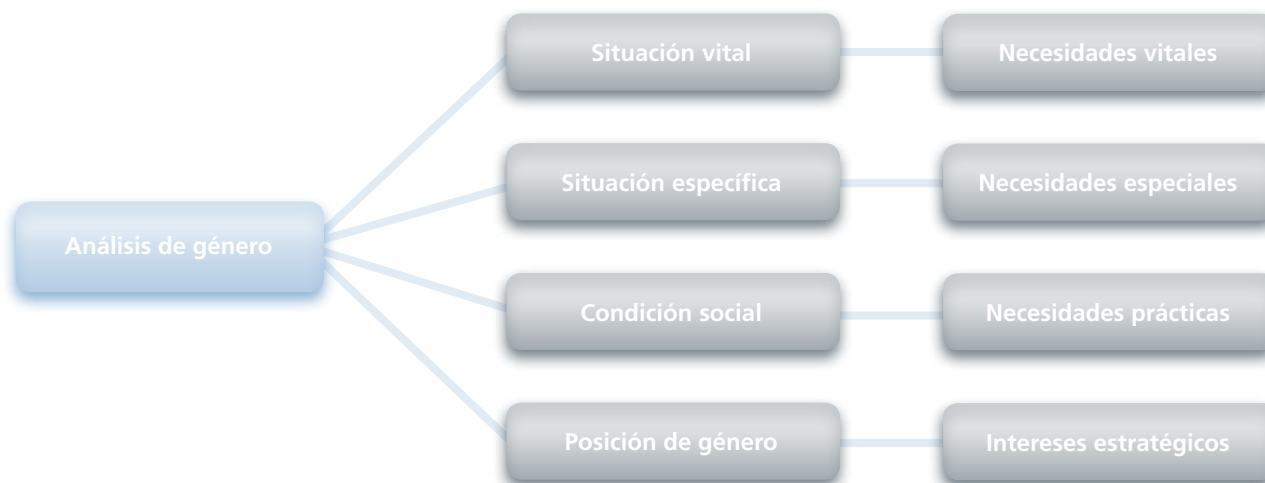 Situación vital
Necesidades vitales
Situación específica
Necesidades especiales
Análisis de género
Condición social
Necesidades prácticas
Posición de género
Intereses estratégicos